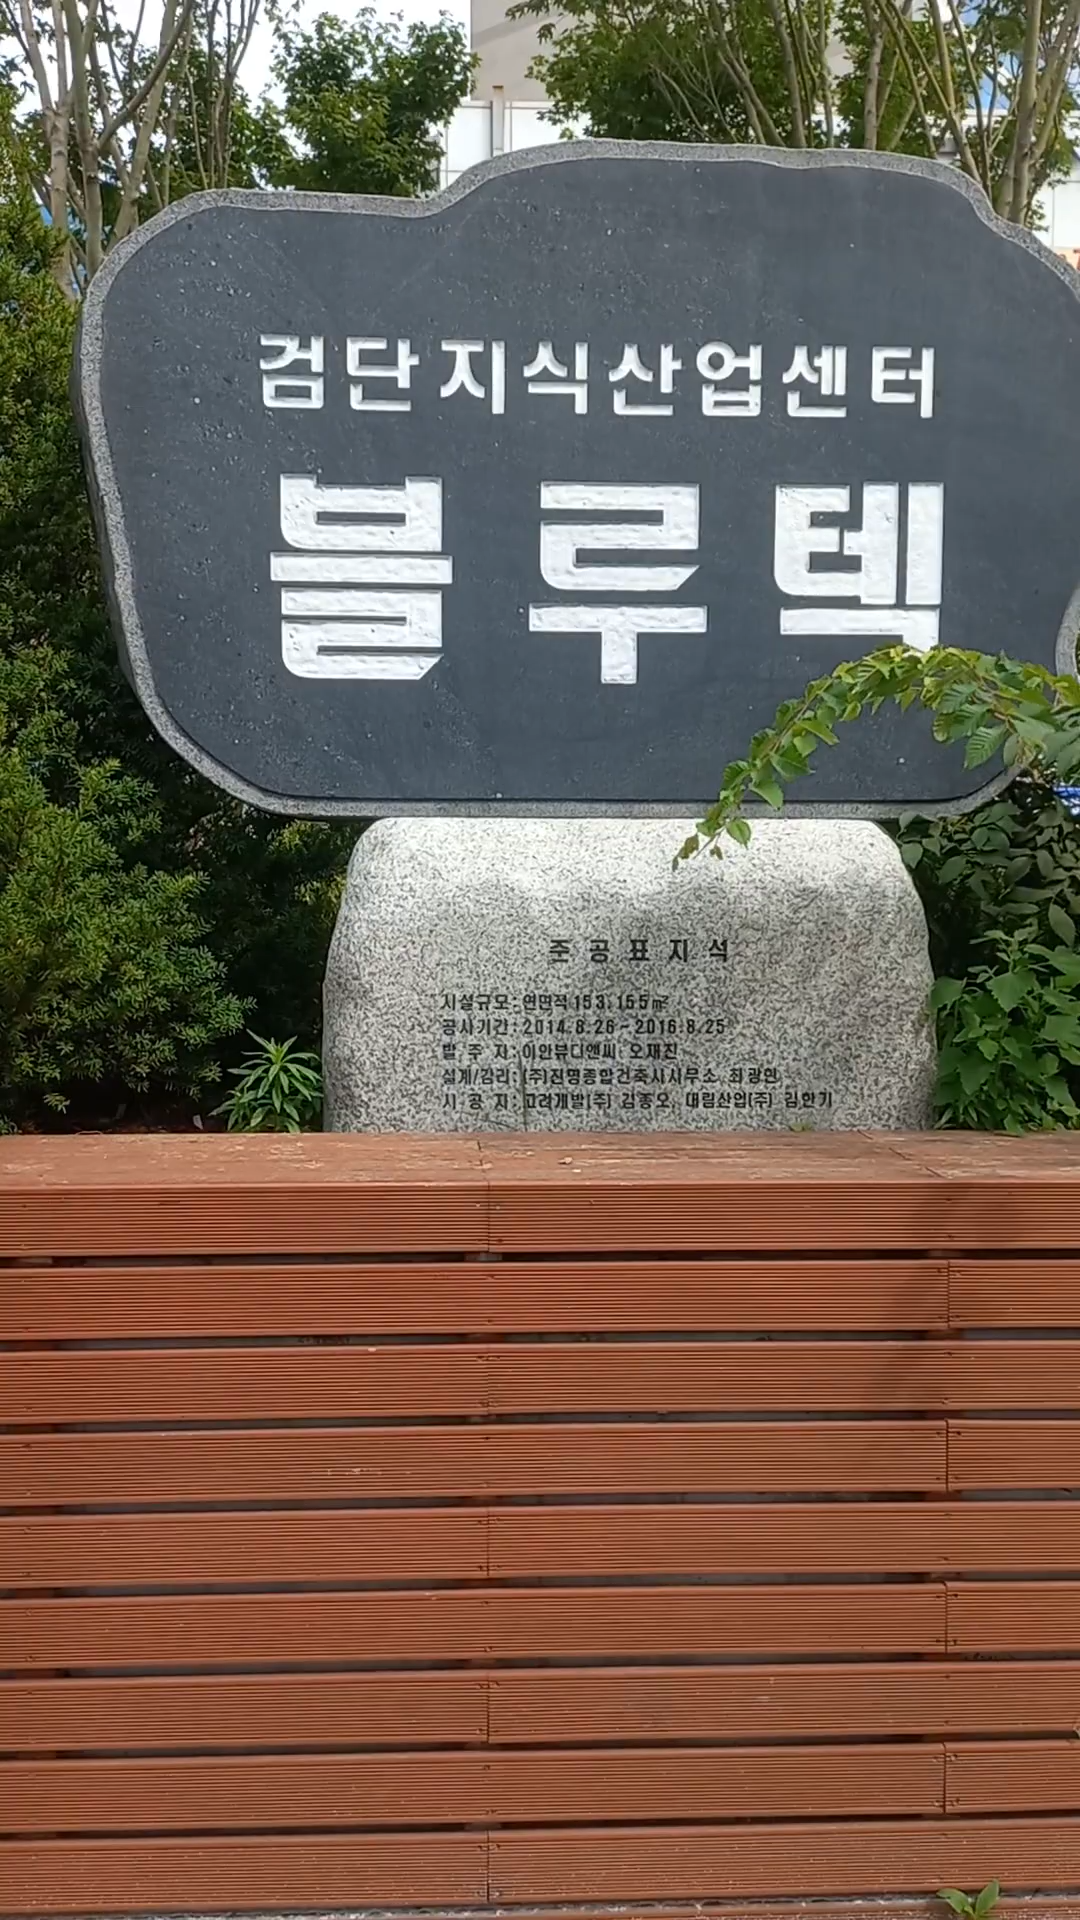 검단지식산업센터
블루텍
준공표지석
시설규모: 연면적 153.155㎡
공사기간: 2014.8.26~2016.8.25
발 주 자: 이안뷰디앤씨 오재진
설계/감리: (주)진명종합건축사사무소 최광민
시 공 자: 고려개발(주) 김종오, 대림산업(주) 김한기